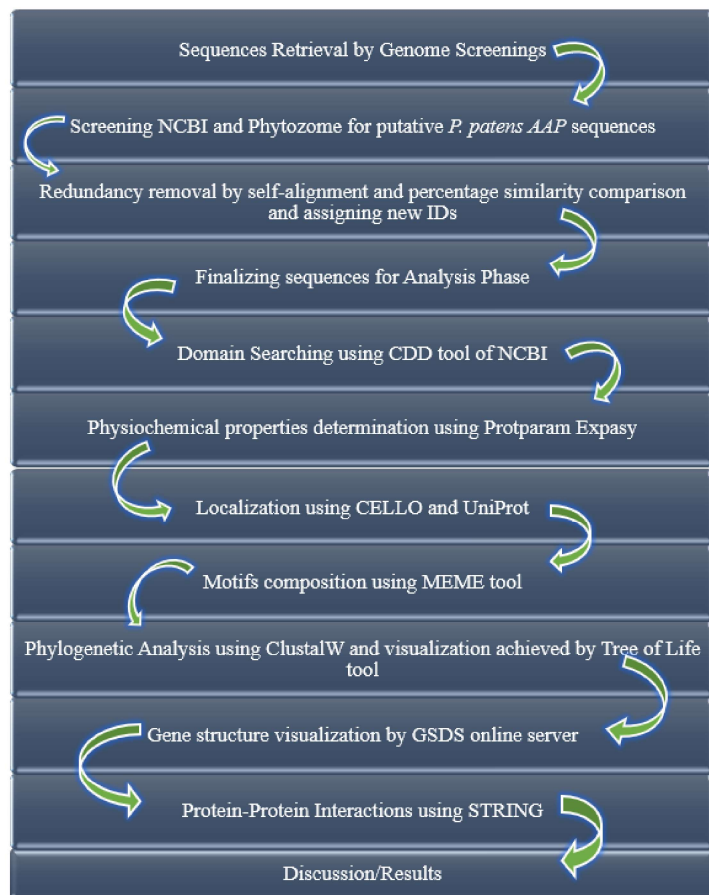 Sequences Retrieval by Genome Screenings
Screening NCBI and Phytozome for putative P. patens AAP sequences
Redundancy removal by self-alignment and percentage similarity comparison
and assigning new IDs
Finalizing sequences for Analysis Phase
Domain Searching using CDD tool of NCBI
Physiochemical properties determination using Protparam Expasy
Localization using CELLO and UniProt
Motifs composition using MEME tool
Phylogenetic Analysis using ClustalW and visualization achieved by Tree of Life
tool
Gene structure visualization by GSDS online server
Protein-Protein Interactions using STRING
Discussion/Results